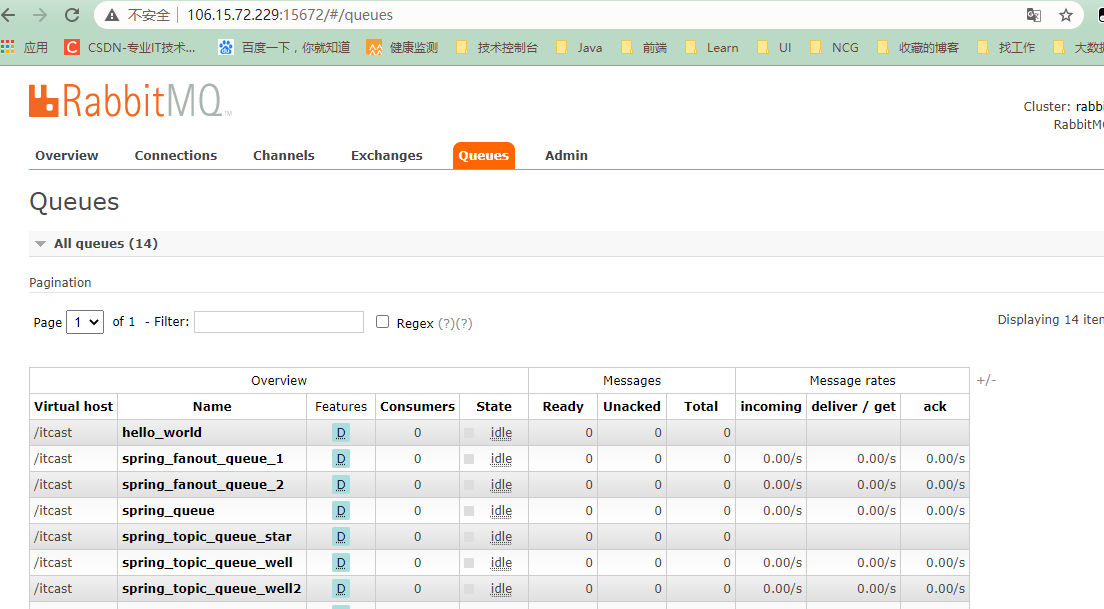 不安全 106.15.72.229:15672/#/queues
应用 CSDN-专业IT技术... 百度一下，你就知道 健康监测 技术控制台 Java 前端 Learn UI NCG 收藏的博客 找工作 大数据
RabbitMQ TM
Cluster: rabbi
RabbitMQ
Overview Connections Channels Exchanges Queues Admin
Queues
All queues (14)
Pagination
Page 1 of 1 - Filter: Regex (?)(?) Displaying 14 item
Overview Messages Message rates +/-
Virtual host Name Features Consumers State Ready Unacked Total incoming deliver / get ack
/itcast hello_world D 0 idle 0 0 0
/itcast spring_fanout_queue_1 D 0 idle 0 0 0 0.00/s 0.00/s 0.00/s
/itcast spring_fanout_queue_2 D 0 idle 0 0 0 0.00/s 0.00/s 0.00/s
/itcast spring_queue D 0 idle 0 0 0 0.00/s 0.00/s 0.00/s
/itcast spring_topic_queue_star D 0 idle 0 0 0
/itcast spring_topic_queue_well D 0 idle 0 0 0 0.00/s 0.00/s 0.00/s
/itcast spring_topic_queue_well2 D 0 idle 0 0 0 0.00/s 0.00/s 0.00/s